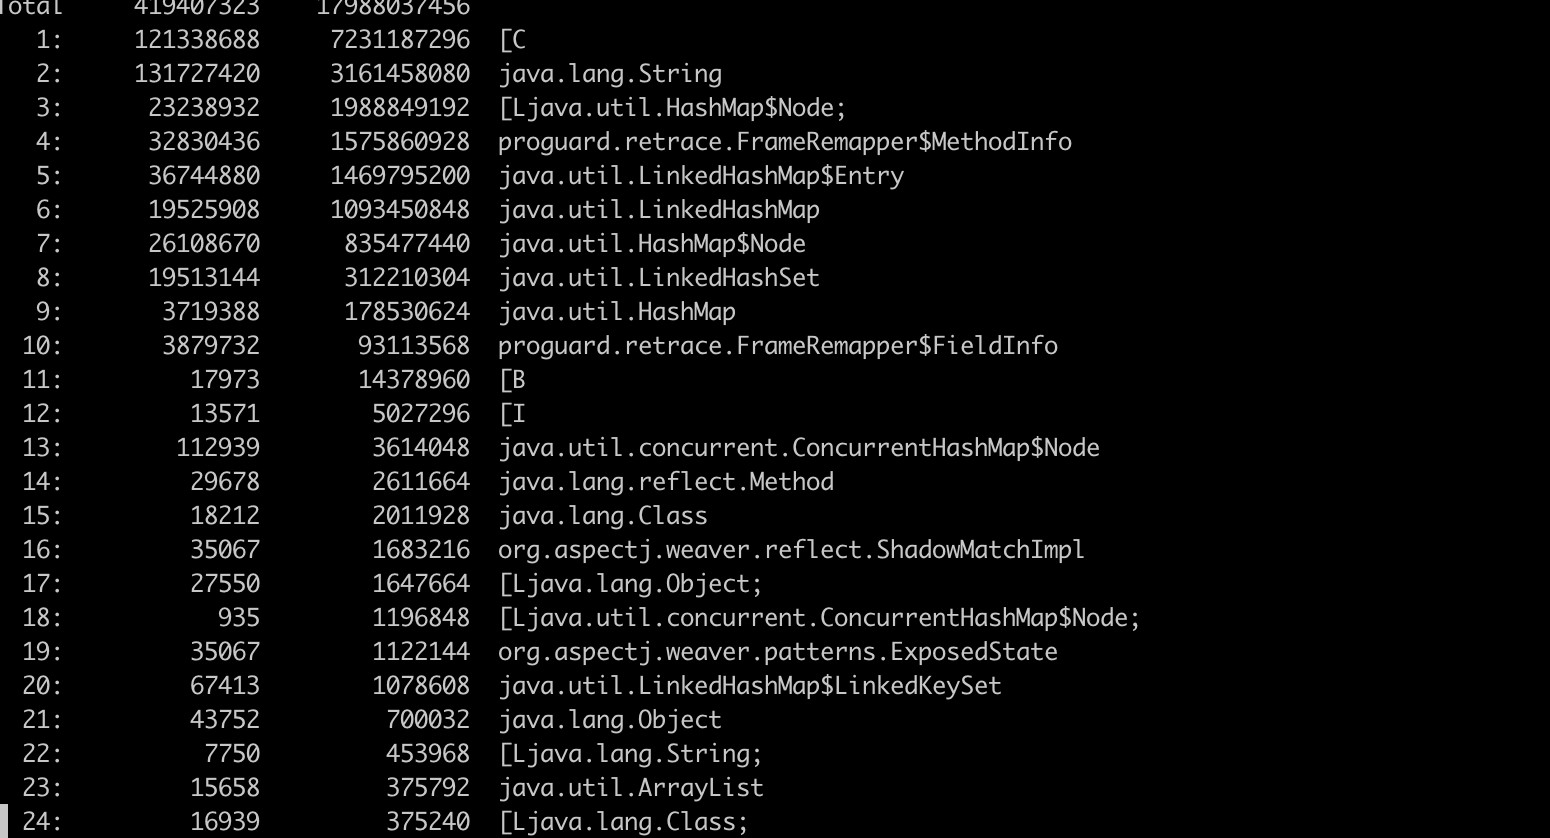 Total 419407323 17988037456
1: 121338688 7231187296 [C
2: 131727420 3161458080 java.lang.String
3: 23238932 1988849192 [Ljava.util.HashMap$Node;
4: 32830436 1575860928 proguard.retrace.FrameRemapper$MethodInfo
5: 36744880 1469795200 java.util.LinkedHashMap$Entry
6: 19525908 1093450848 java.util.LinkedHashMap
7: 26108670 835477440 java.util.HashMap$Node
8: 19513144 312210304 java.util.LinkedHashSet
9: 3719388 178530624 java.util.HashMap
10: 3879732 93113568 proguard.retrace.FrameRemapper$FieldInfo
11: 17973 14378960 [B
12: 13571 5027296 [I
13: 112939 3614048 java.util.concurrent.ConcurrentHashMap$Node
14: 29678 2611664 java.lang.reflect.Method
15: 18212 2011928 java.lang.Class
16: 35067 1683216 org.aspectj.weaver.reflect.ShadowMatchImpl
17: 27550 1647664 [Ljava.lang.Object;
18: 935 1196848 [Ljava.util.concurrent.ConcurrentHashMap$Node;
19: 35067 1122144 org.aspectj.weaver.patterns.ExposedState
20: 67413 1078608 java.util.LinkedHashMap$LinkedKeySet
21: 43752 700032 java.lang.Object
22: 7750 453968 [Ljava.lang.String;
23: 15658 375792 java.util.ArrayList
24: 16939 375240 [Ljava.lang.Class;